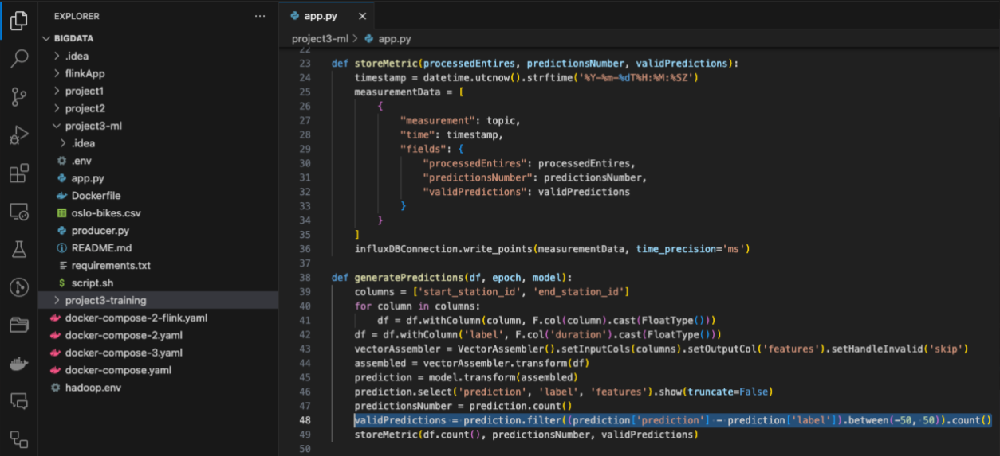 EXPLORER
BIGDATA
.idea
flinkApp
project1
project2
project3-ml
.idea
.env
app.py
Dockerfile
oslo-bikes.csv
producer.py
README.md
requirements.txt
$ script.sh
project3-training
docker-compose-2-flink.yaml
docker-compose-2.yaml
docker-compose-3.yaml
docker-compose.yaml
hadoop.env
app.py
project3-ml > app.py
22
23 def storeMetric(processedEntires, predictionsNumber, validPredictions):
24 timestamp = datetime.utcnow().strftime('%Y-%m-%dT%H:%M:%SZ')
25 measurementData = [
26 {
27 "measurement": topic,
28 "time": timestamp,
29 "fields": {
30 "processedEntires": processedEntires,
31 "predictionsNumber": predictionsNumber,
32 "validPredictions": validPredictions
33 }
34 }
35 ]
36 influxDBConnection.write_points(measurementData, time_precision='ms')
37
38 def generatePredictions(df, epoch, model):
39 columns = ['start_station_id', 'end_station_id']
40 for column in columns:
41 df = df.withColumn(column, F.col(column).cast(FloatType()))
42 df = df.withColumn('label', F.col('duration').cast(FloatType()))
43 vectorAssembler = VectorAssembler().setInputCols(columns).setOutputCol('features').setHandleInvalid('skip')
44 assembled = vectorAssembler.transform(df)
45 prediction = model.transform(assembled)
46 prediction.select('prediction', 'label', 'features').show(truncate=False)
47 predictionsNumber = prediction.count()
48 validPredictions = prediction.filter((prediction['prediction'] - prediction['label']).between(-50, 50)).count()
49 storeMetric(df.count(), predictionsNumber, validPredictions)
50